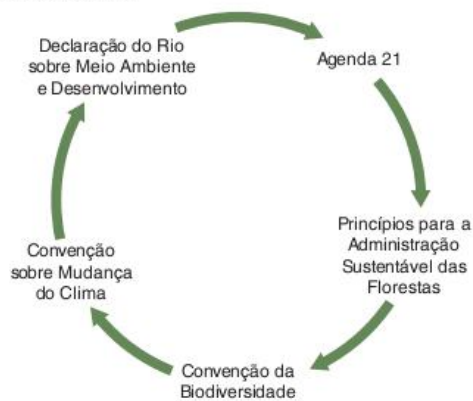 Declaração do Rio
sobre Meio Ambiente
e Desenvolvimento
Agenda 21
Princípios para a
Administração
Sustentável das
Florestas
Convenção da
Biodiversidade
Convenção
sobre Mudança
do Clima